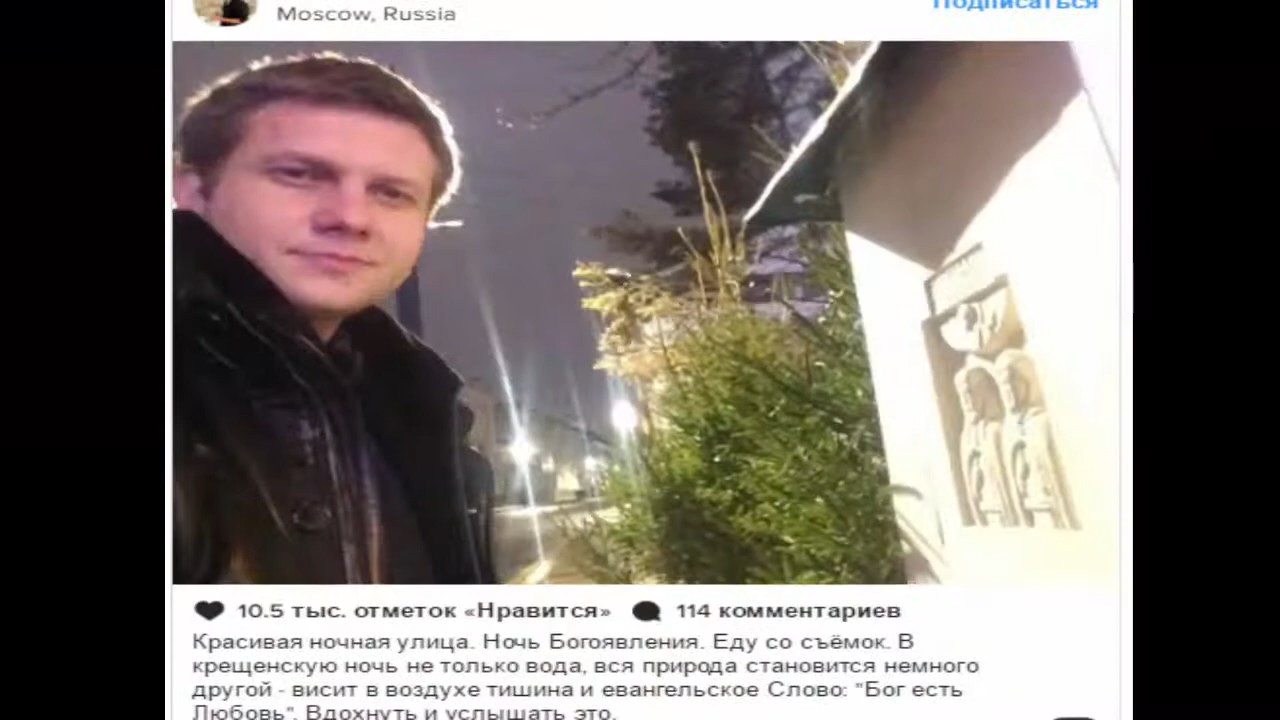 Moscow, Russia
Подписаться
10.5 тыс. отметок «Нравится» 114 комментариев
Красивая ночная улица. Ночь Богоявления. Еду со съёмок. В
крещенскую ночь не только вода, вся природа становится немного
другой - висит в воздухе тишина и евангельское Слово: "Бог есть
Любовь". Вдохнуть и услышать это.